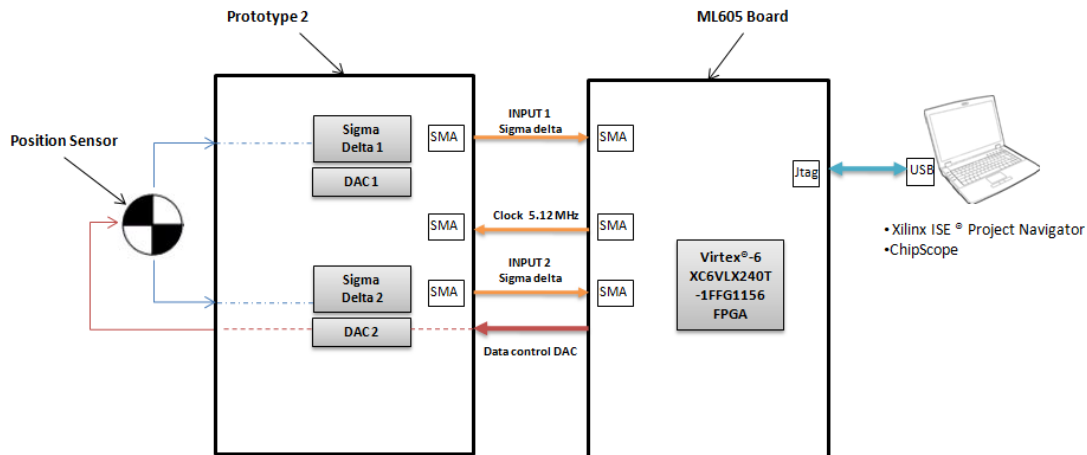 Prototype 2
ML605 Board
Position Sensor
Sigma
Delta 1
DAC 1
SMA
INPUT 1
Sigma delta
SMA
Jtag
USB
SMA
Clock 5.12 MHz
SMA
• Xilinx ISE ® Project Navigator
• ChipScope
Sigma
Delta 2
DAC 2
SMA
INPUT 2
Sigma delta
SMA
Data control DAC
Virtex®-6
XC6VLX240T
-1FFG1156
FPGA